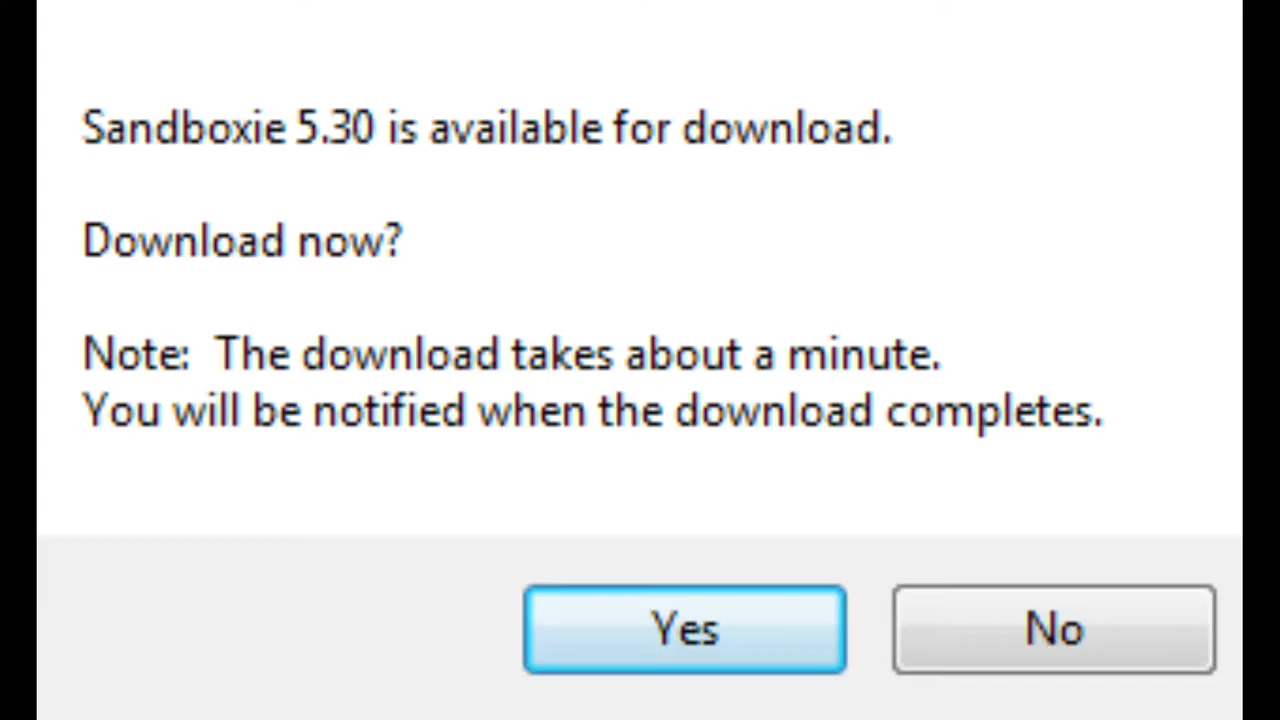 Sandboxie 5.30 is available for download.
Download now?
Note:  The download takes about a minute.
You will be notified when the download completes.
Yes
No